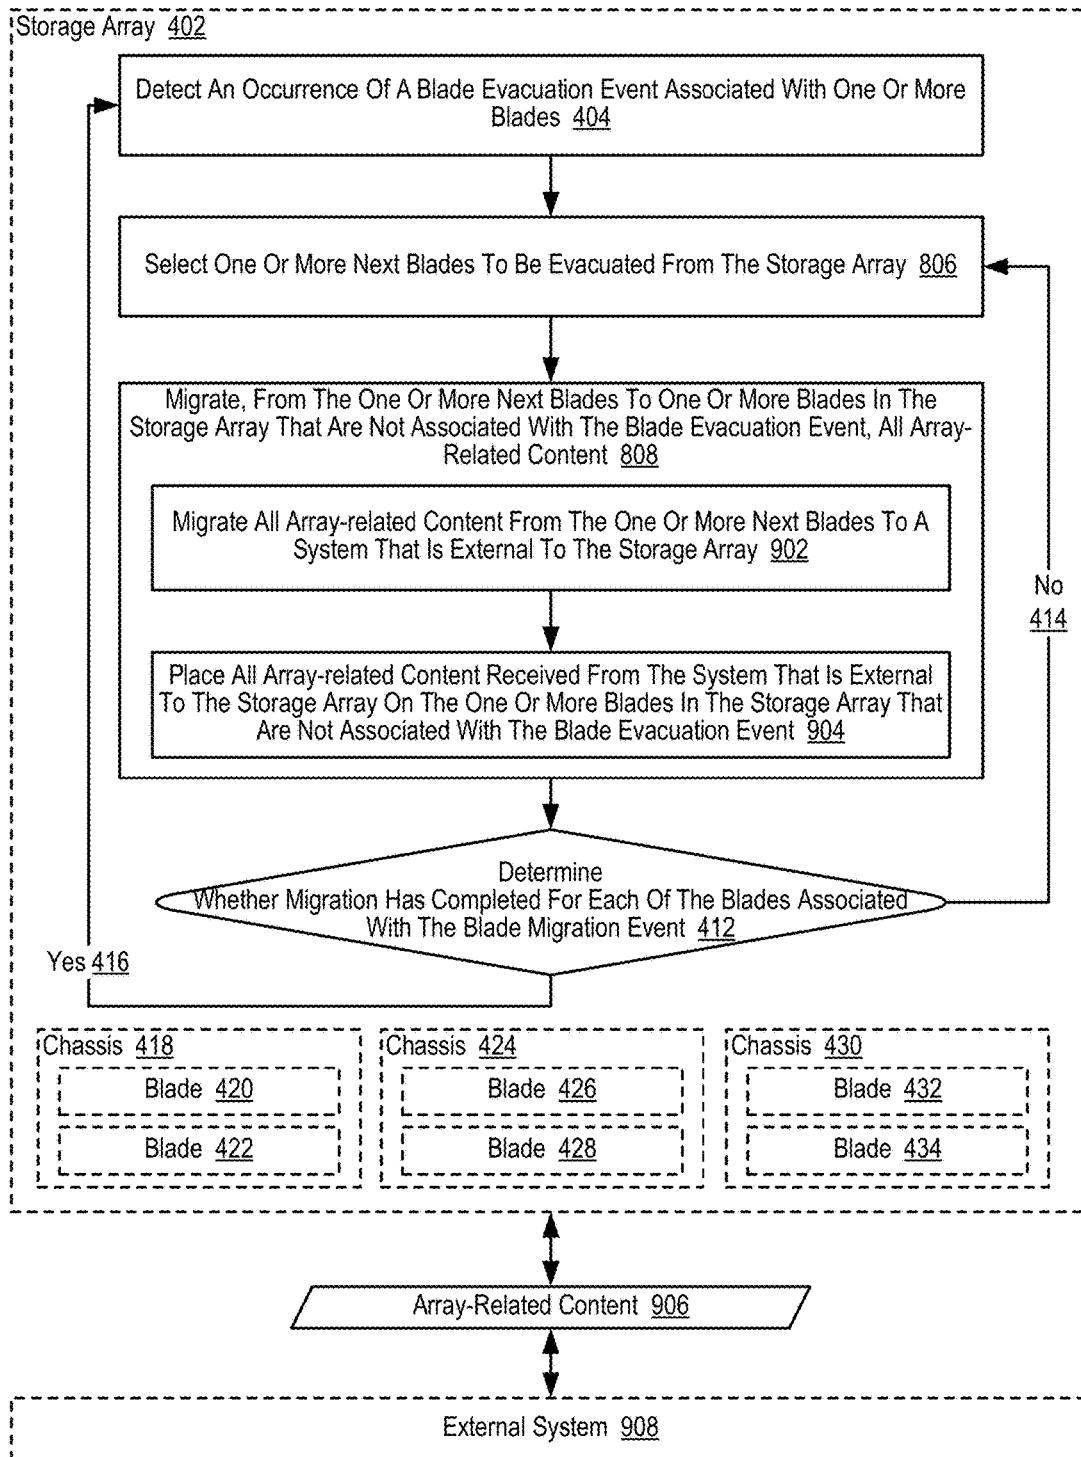 Storage Array 402
Detect An Occurrence Of A Blade Evacuation Event Associated With One Or More
Blades 404
Select One Or More Next Blades To Be Evacuated From The Storage Array 806
Migrate, From The One Or More Next Blades To One Or More Blades In The
Storage Array That Are Not Associated With The Blade Evacuation Event, All Array-
Related Content 808
Migrate All Array-related Content From The One Or More Next Blades To A
System That Is External To The Storage Array 902
No
414
Place All Array-related Content Received From The System That Is External
To The Storage Array On The One Or More Blades In The Storage Array That
Are Not Associated With The Blade Evacuation Event 904
Determine
Whether Migration Has Completed For Each Of The Blades Associated
With The Blade Migration Event 412
Yes 416
Chassis 418
Blade 420
Blade 422
Chassis 424
Blade 426
Blade 428
Chassis 430
Blade 432
Blade 434
Array-Related Content 906
External System 908